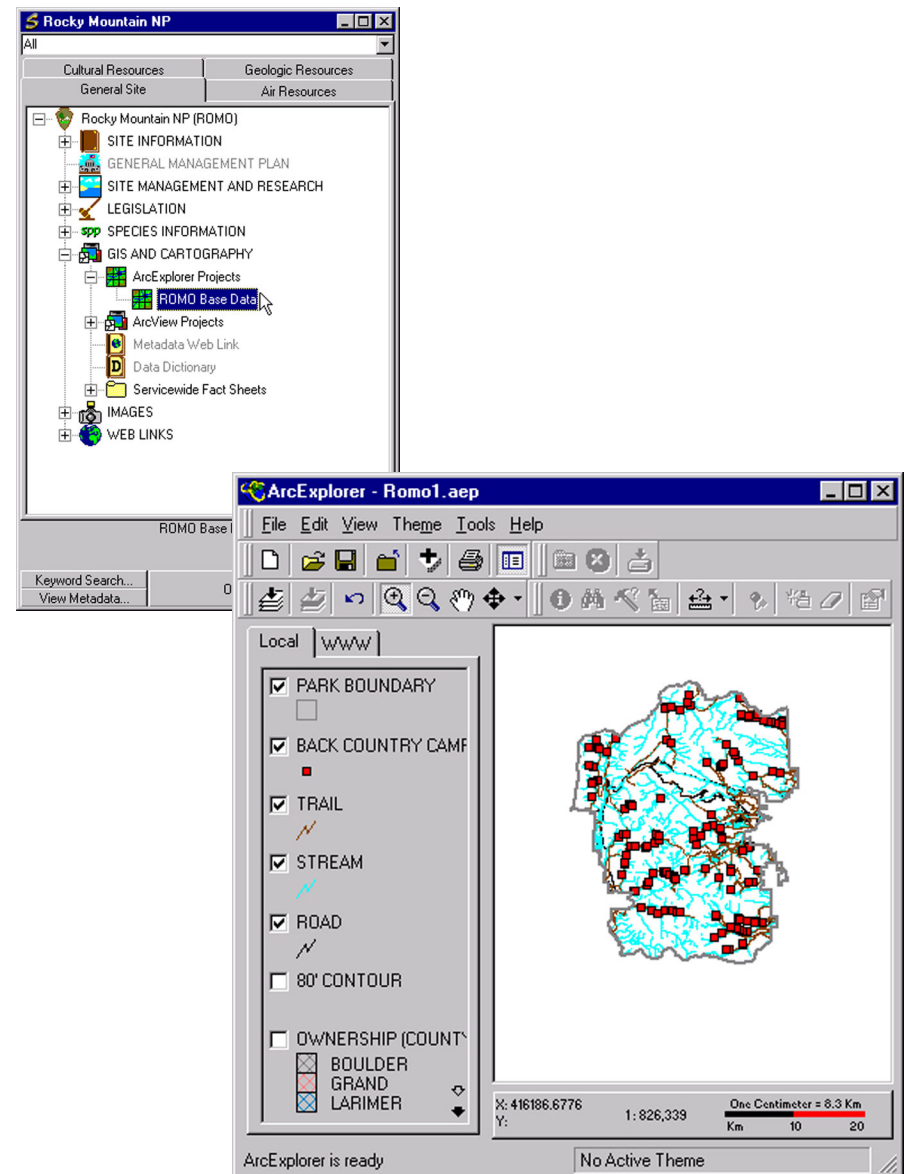 Rocky Mountain NP
All
Cultural Resources Geologic Resources
General Site Air Resources
Rocky Mountain NP (ROMO)
SITE INFORMATION
GENERAL MANAGEMENT PLAN
SITE MANAGEMENT AND RESEARCH
LEGISLATION
spp SPECIES INFORMATION
GIS AND CARTOGRAPHY
ArcExplorer Projects
ROMO Base Data
ArcView Projects
Metadata Web Link
D Data Dictionary
Servicewide Fact Sheets
IMAGES
WEB LINKS
ROMO Base
Keyword Search...
View Metadata...
ArcExplorer - Romo1.aep
File Edit View Theme Tools Help
Local WWW
PARK BOUNDARY
BACK COUNTRY CAMP
TRAIL
STREAM
ROAD
80' CONTOUR
OWNERSHIP (COUNTY
BOULDER
GRAND
LARIMER
X: 416186.6776
Y:
1: 826,339
One Centimeter = 8.3 Km
Km 10 20
ArcExplorer is ready No Active Theme